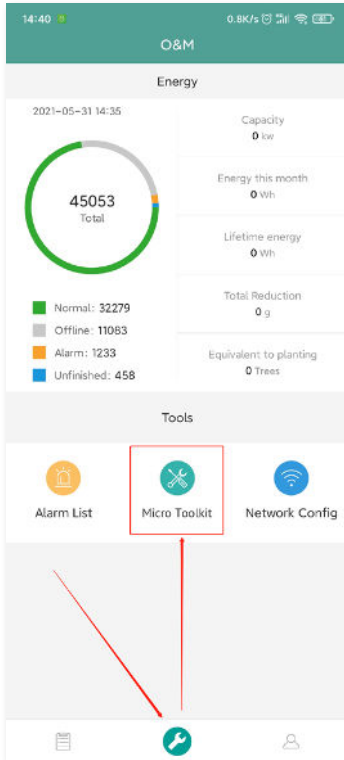 14:40
0.8K/s
O&M
Energy
2021-05-31 14:35
45053
Total
Normal: 32279
Offline: 11083
Alarm: 1233
Unfinished: 458
Capacity
0 kw
Energy this month
0 Wh
Lifetime energy
0 Wh
Total Reduction
0 g
Equivalent to planting
0 Trees
Tools
Alarm List
Micro Toolkit
Network Config